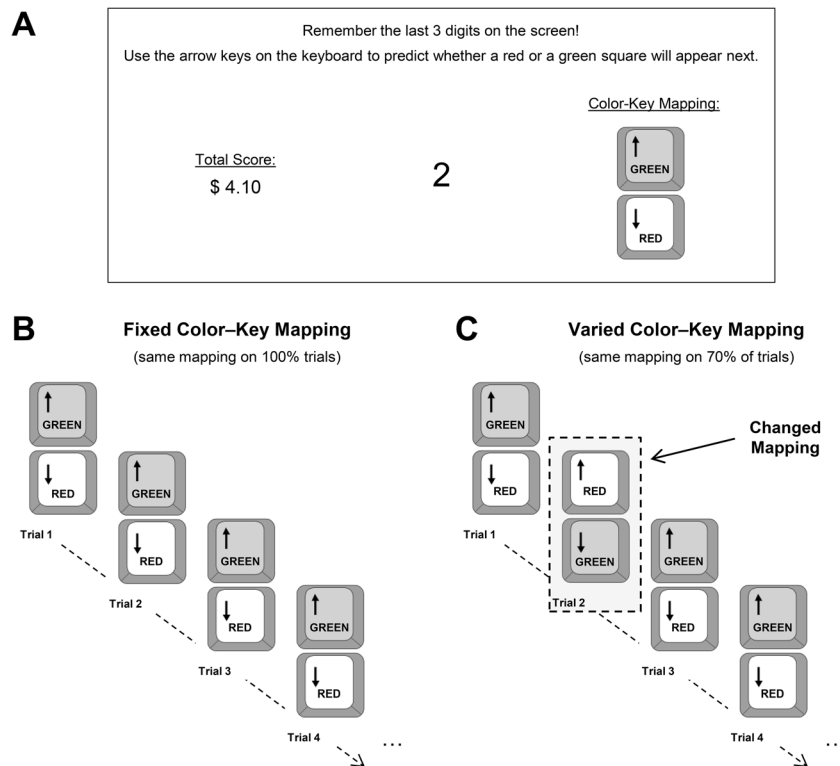 A
Remember the last 3 digits on the screen!
Use the arrow keys on the keyboard to predict whether a red or a green square will appear next.
Color-Key Mapping:
Total Score:
$ 4.10
2
↑
GREEN
↓
RED
B
Fixed Color–Key Mapping
(same mapping on 100% trials)
↑
GREEN
↓
RED
Trial 1
↑
GREEN
↓
RED
Trial 2
↑
GREEN
↓
RED
Trial 3
↑
GREEN
↓
RED
Trial 4
...
C
Varied Color–Key Mapping
(same mapping on 70% of trials)
Changed
Mapping
↑
GREEN
↓
RED
Trial 1
↑
RED
↓
GREEN
Trial 2
↑
GREEN
↓
RED
Trial 3
↑
GREEN
↓
RED
Trial 4
..